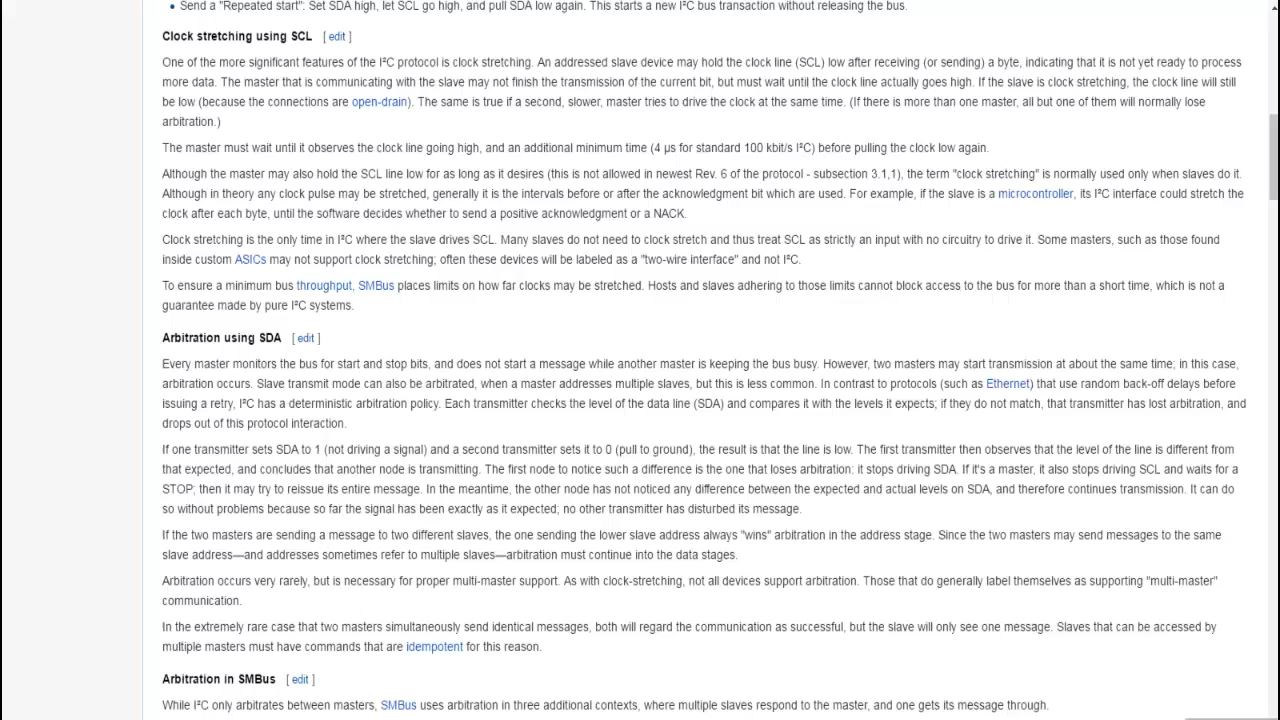 • Send a "Repeated start": Set SDA high, let SCL go high, and pull SDA low again. This starts a new I²C bus transaction without releasing the bus.
Clock stretching using SCL [ edit ]
One of the more significant features of the I²C protocol is clock stretching. An addressed slave device may hold the clock line (SCL) low after receiving (or sending) a byte, indicating that it is not yet ready to process
more data. The master that is communicating with the slave may not finish the transmission of the current bit, but must wait until the clock line actually goes high. If the slave is clock stretching, the clock line will still
be low (because the connections are open-drain). The same is true if a second, slower, master tries to drive the clock at the same time. (If there is more than one master, all but one of them will normally lose
arbitration.)
The master must wait until it observes the clock line going high, and an additional minimum time (4 μs for standard 100 kbit/s I²C) before pulling the clock low again.
Although the master may also hold the SCL line low for as long as it desires (this is not allowed in newest Rev. 6 of the protocol - subsection 3.1,1), the term "clock stretching" is normally used only when slaves do it.
Although in theory any clock pulse may be stretched, generally it is the intervals before or after the acknowledgment bit which are used. For example, if the slave is a microcontroller, its I²C interface could stretch the
clock after each byte, until the software decides whether to send a positive acknowledgment or a NACK.
Clock stretching is the only time in I²C where the slave drives SCL. Many slaves do not need to clock stretch and thus treat SCL as strictly an input with no circuitry to drive it. Some masters, such as those found
inside custom ASICs may not support clock stretching; often these devices will be labeled as a "two-wire interface" and not I²C.
To ensure a minimum bus throughput, SMBus places limits on how far clocks may be stretched. Hosts and slaves adhering to those limits cannot block access to the bus for more than a short time, which is not a
guarantee made by pure I²C systems.
Arbitration using SDA [ edit ]
Every master monitors the bus for start and stop bits, and does not start a message while another master is keeping the bus busy. However, two masters may start transmission at about the same time; in this case,
arbitration occurs. Slave transmit mode can also be arbitrated, when a master addresses multiple slaves, but this is less common. In contrast to protocols (such as Ethernet) that use random back-off delays before
issuing a retry, I²C has a deterministic arbitration policy. Each transmitter checks the level of the data line (SDA) and compares it with the levels it expects; if they do not match, that transmitter has lost arbitration, and
drops out of this protocol interaction.
If one transmitter sets SDA to 1 (not driving a signal) and a second transmitter sets it to 0 (pull to ground), the result is that the line is low. The first transmitter then observes that the level of the line is different from
that expected, and concludes that another node is transmitting. The first node to notice such a difference is the one that loses arbitration: it stops driving SDA. If it's a master, it also stops driving SCL and waits for a
STOP; then it may try to reissue its entire message. In the meantime, the other node has not noticed any difference between the expected and actual levels on SDA, and therefore continues transmission. It can do
so without problems because so far the signal has been exactly as it expected; no other transmitter has disturbed its message.
If the two masters are sending a message to two different slaves, the one sending the lower slave address always "wins" arbitration in the address stage. Since the two masters may send messages to the same
slave address—and addresses sometimes refer to multiple slaves—arbitration must continue into the data stages.
Arbitration occurs very rarely, but is necessary for proper multi-master support. As with clock-stretching, not all devices support arbitration. Those that do generally label themselves as supporting "multi-master"
communication.
In the extremely rare case that two masters simultaneously send identical messages, both will regard the communication as successful, but the slave will only see one message. Slaves that can be accessed by
multiple masters must have commands that are idempotent for this reason.
Arbitration in SMBus [ edit ]
While I²C only arbitrates between masters, SMBus uses arbitration in three additional contexts, where multiple slaves respond to the master, and one gets its message through.